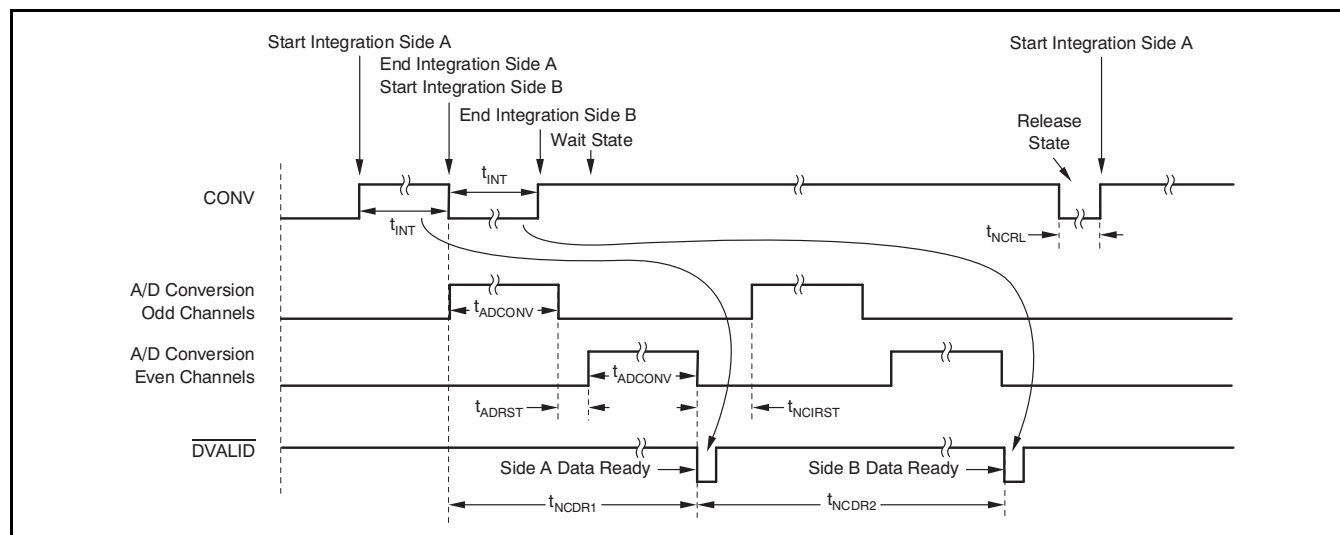 Start Integration Side A
End Integration Side A
Start Integration Side B
End Integration Side B
Wait State
Release
State
Start Integration Side A
CONV
tINT
tINT
tNCRL
A/D Conversion
Odd Channels
tADCONV
A/D Conversion
Even Channels
tADCONV
tADRST
tNCIRST
DVALID
Side A Data Ready
Side B Data Ready
tNCDR1
tNCDR2